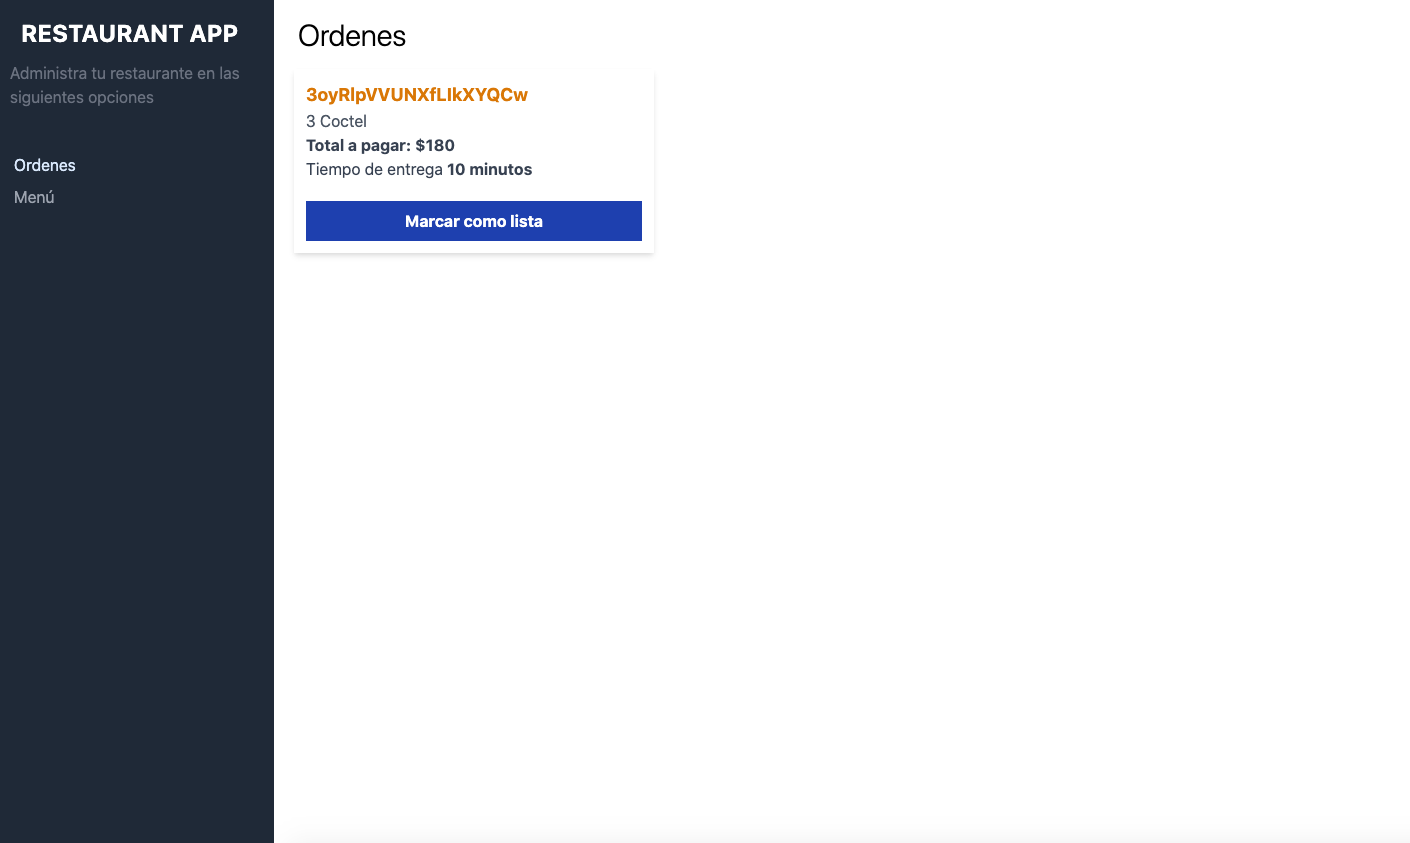 RESTAURANT APP
Administra tu restaurante en las
siguientes opciones
Ordenes
Menú
Ordenes
3oyRlpVVUNXfLlkXYQCw
3 Coctel
Total a pagar: $180
Tiempo de entrega 10 minutos
Marcar como lista